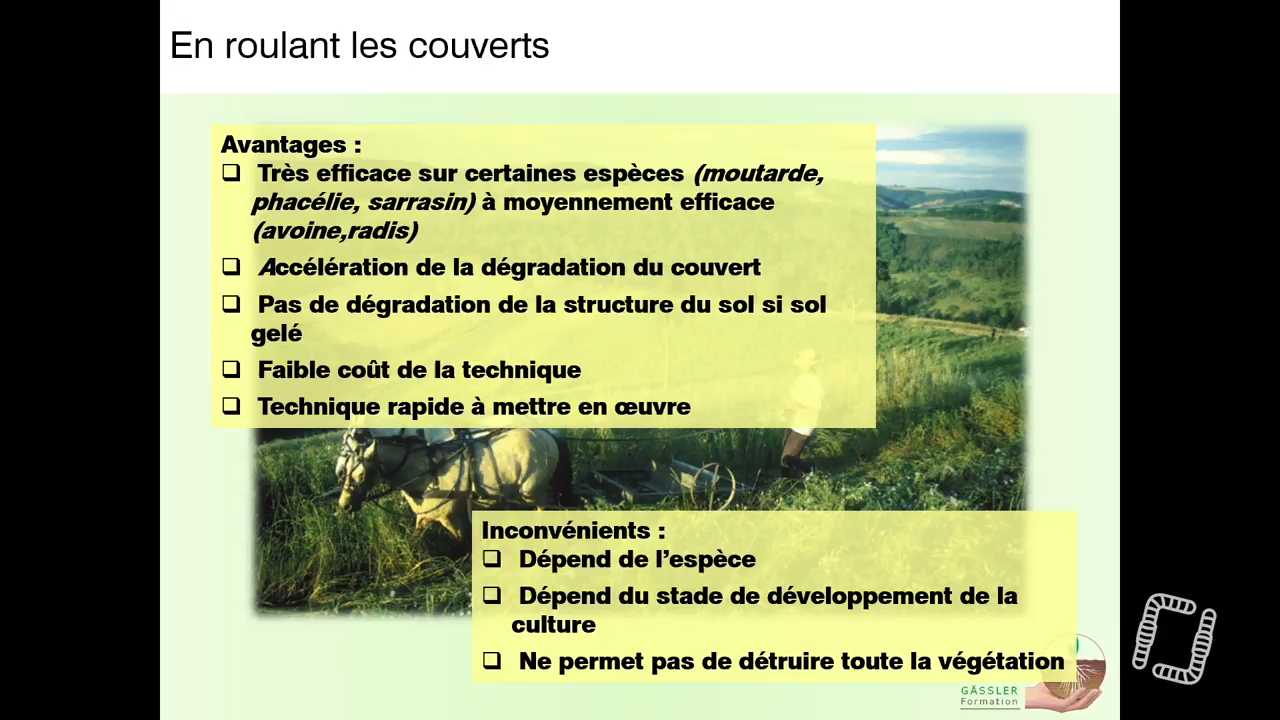 En roulant les couverts
Avantages :
❑ Très efficace sur certaines espèces (moutarde,
phacélie, sarrasin) à moyennement efficace
(avoine,radis)
❑ Accélération de la dégradation du couvert
❑ Pas de dégradation de la structure du sol si sol
gelé
❑ Faible coût de la technique
❑ Technique rapide à mettre en œuvre
Inconvénients :
❑ Dépend de l’espèce
❑ Dépend du stade de développement de la
culture
❑ Ne permet pas de détruire toute la végétation
GÄSSLER
Formation